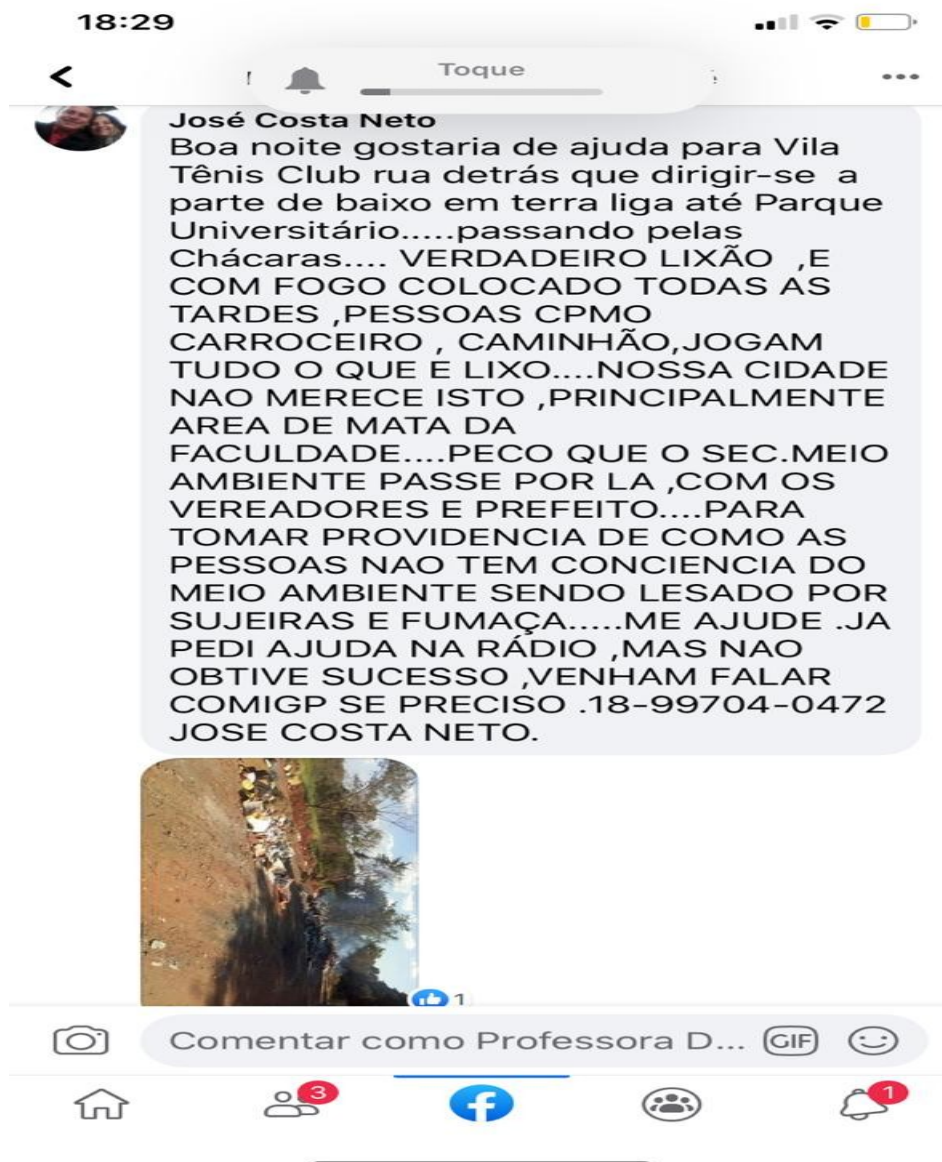 18:29
Toque
José Costa Neto
Boa noite gostaria de ajuda para Vila
Tênis Club rua detrás que dirigir-se a
parte de baixo em terra liga até Parque
Universitário.....passando pelas
Chácaras.... VERDADEIRO LIXÃO ,E
COM FOGO COLOCADO TODAS AS
TARDES ,PESSOAS CPMO
CARROCEIRO , CAMINHÃO,JOGAM
TUDO O QUE E LIXO....NOSSA CIDADE
NAO MERECE ISTO ,PRINCIPALMENTE
AREA DE MATA DA
FACULDADE....PECO QUE O SEC.MEIO
AMBIENTE PASSE POR LA ,COM OS
VEREADORES E PREFEITO....PARA
TOMAR PROVIDENCIA DE COMO AS
PESSOAS NAO TEM CONCIENCIA DO
MEIO AMBIENTE SENDO LESADO POR
SUJEIRAS E FUMAÇA.....ME AJUDE .JA
PEDI AJUDA NA RÁDIO ,MAS NAO
OBTIVE SUCESSO ,VENHAM FALAR
COMIGP SE PRECISO .18-99704-0472
JOSE COSTA NETO.
1
Comentar como Professora D... GIF
3
1